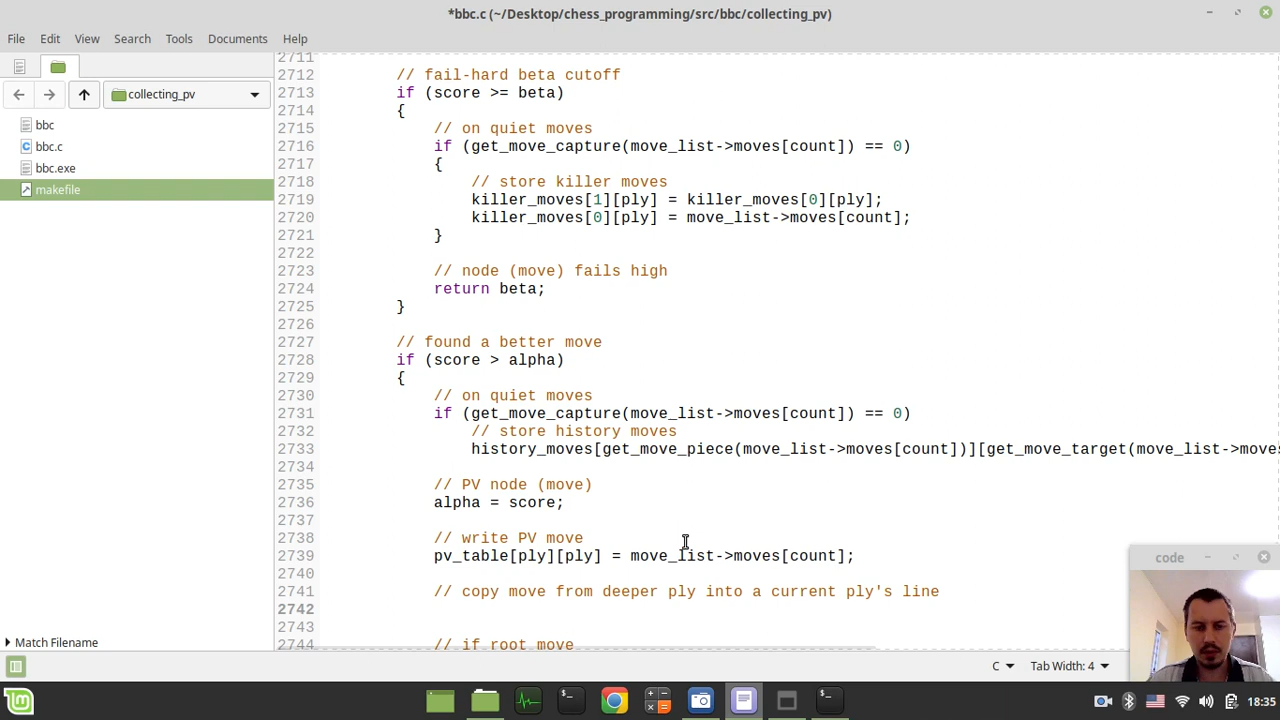 *bbc.c (~/Desktop/chess_programming/src/bbc/collecting_pv)
File Edit View Search Tools Documents Help
collecting_pv
bbc
bbc.c
bbc.exe
makefile
Match Filename
2711
2712 // fail-hard beta cutoff
2713 if (score >= beta)
2714 {
2715 // on quiet moves
2716 if (get_move_capture(move_list->moves[count]) == 0)
2717 {
2718 // store killer moves
2719 killer_moves[1][ply] = killer_moves[0][ply];
2720 killer_moves[0][ply] = move_list->moves[count];
2721 }
2722
2723 // node (move) fails high
2724 return beta;
2725 }
2726
2727 // found a better move
2728 if (score > alpha)
2729 {
2730 // on quiet moves
2731 if (get_move_capture(move_list->moves[count]) == 0)
2732 // store history moves
2733 history_moves[get_move_piece(move_list->moves[count])][get_move_target(move_list->moves
2734
2735 // PV node (move)
2736 alpha = score;
2737
2738 // write PV move
2739 pv_table[ply][ply] = move_list->moves[count];
2740
2741 // copy move from deeper ply into a current ply's line
2742
2743
2744 // if root move
code
C Tab Width: 4
18:35